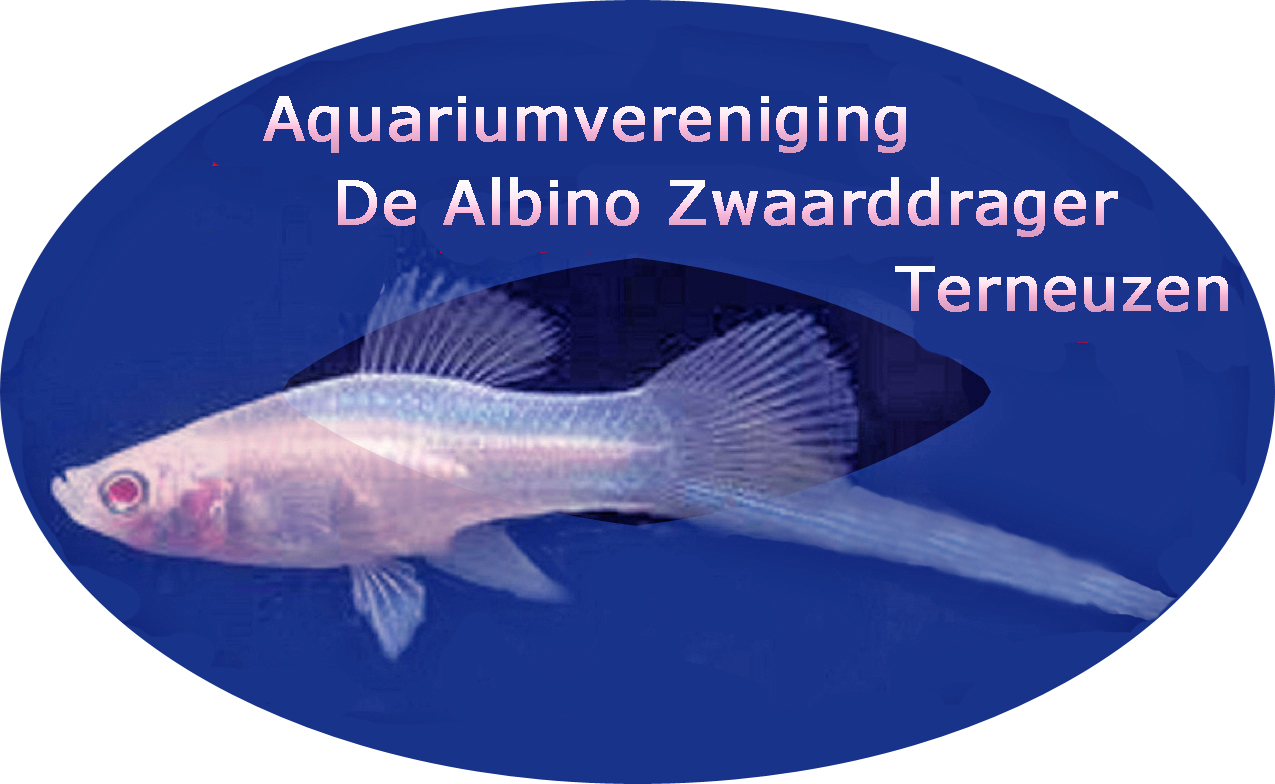 Aquariumvereniging
De Albino Zwaarddrager
Terneuzen